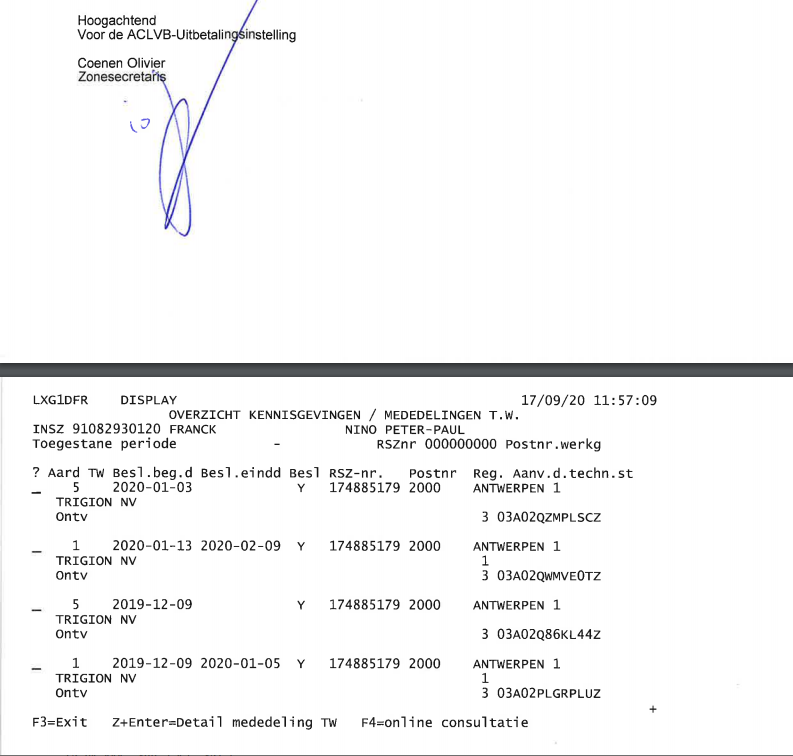 Hoogachtend
Voor de ACLVB-Uitbetalingsinstelling
Coenen Olivier
Zonesecretaris
LXG1DFR DISPLAY 17/09/20 11:57:09
OVERZICHT KENNISGEVINGEN / MEDEDELINGEN T.W.
INSZ 91082930120 FRANCK NINO PETER-PAUL
Toegestane periode - RSZnr 000000000 Postnr.werkg
? Aard TW Besl.beg.d Besl.eindd Besl RSZ-nr. Postnr Reg. Aanv.d.techn.st
_ 5 2020-01-03 Y 174885179 2000 ANTWERPEN 1
TRIGION NV
Ontv 3 03A02QZMPLSCZ
_ 1 2020-01-13 2020-02-09 Y 174885179 2000 ANTWERPEN 1
TRIGION NV 1
Ontv 3 03A02QWMVE0TZ
_ 5 2019-12-09 Y 174885179 2000 ANTWERPEN 1
TRIGION NV
Ontv 3 03A02Q86KL44Z
_ 1 2019-12-09 2020-01-05 Y 174885179 2000 ANTWERPEN 1
TRIGION NV 1
Ontv 3 03A02PLGRPLUZ
+
F3=Exit Z+Enter=Detail mededeling TW F4=online consultatie